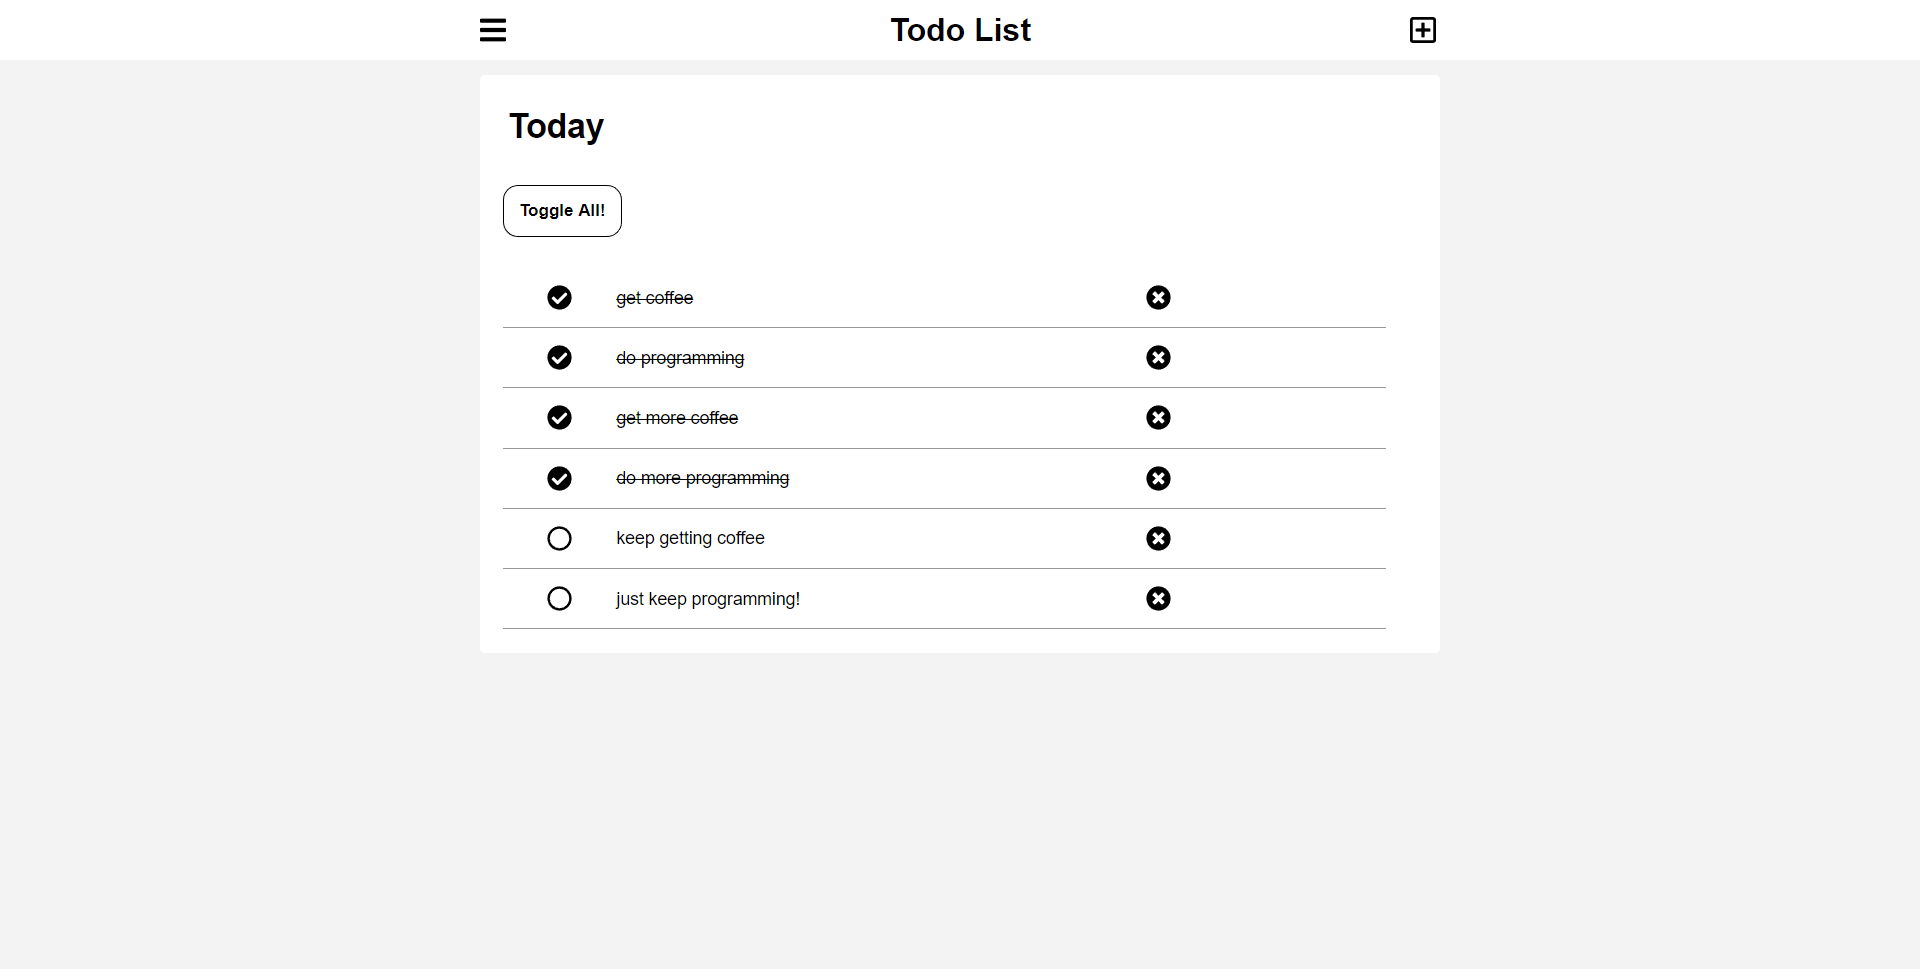 Todo List
Today
Toggle All!
get coffee
do programming
get more coffee
do more programming
keep getting coffee
just keep programming!